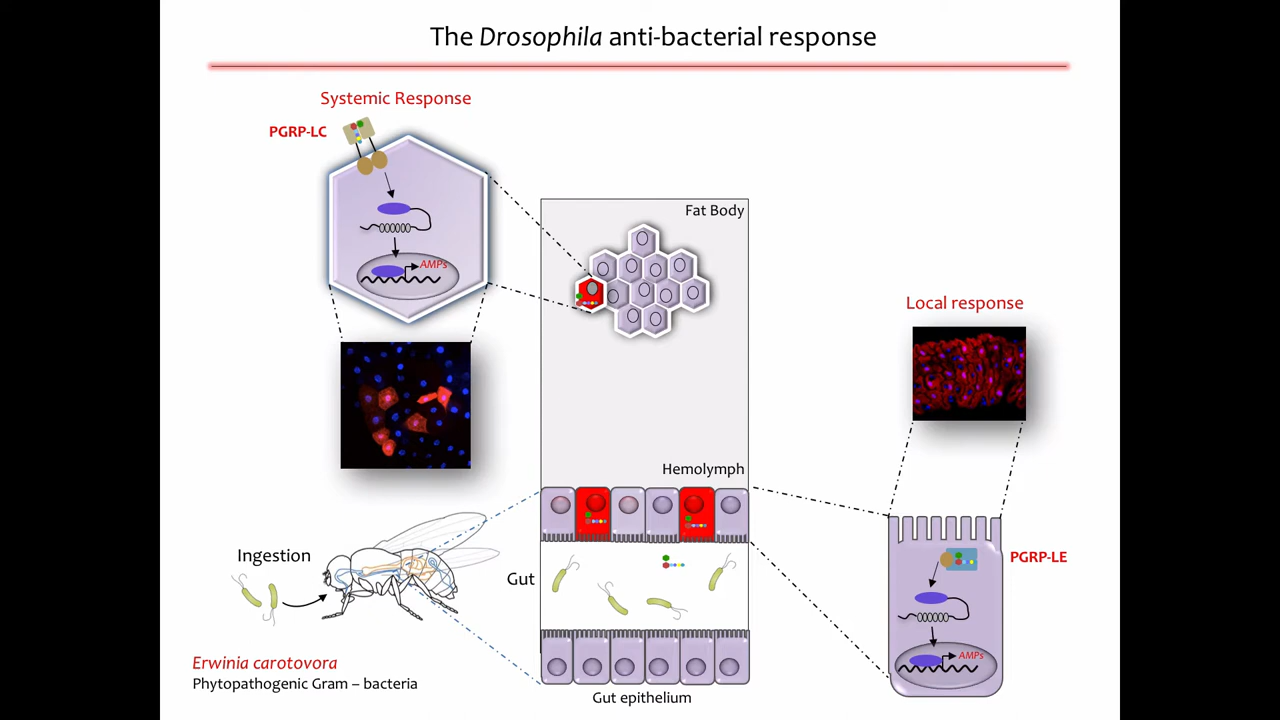 The Drosophila anti-bacterial response
Systemic Response
PGRP-LC
AMPs
Fat Body
Hemolymph
Local response
PGRP-LE
AMPs
Ingestion
Gut
Erwinia carotovora
Phytopathogenic Gram – bacteria
Gut epithelium